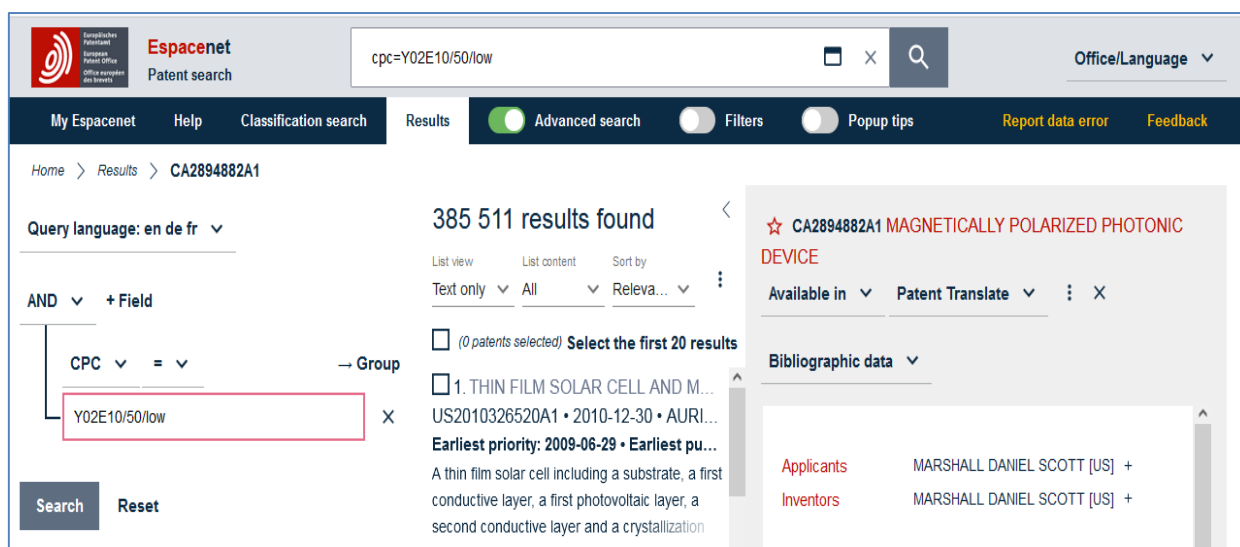 Europäisches
Patentamt
European
Patent Office
Office européen
des brevets
Espacenet
Patent search
cpc=Y02E10/50/low
Office/Language
My Espacenet Help Classification search Results Advanced search Filters Popup tips Report data error Feedback
Home > Results > CA2894882A1
Query language: en de fr
AND + Field
CPC = → Group
Y02E10/50/low
Search Reset
385 511 results found
List view List content Sort by
Text only All Releva...
(0 patents selected) Select the first 20 results
1. THIN FILM SOLAR CELL AND M...
US2010326520A1 • 2010-12-30 • AURI...
Earliest priority: 2009-06-29 • Earliest pu...
A thin film solar cell including a substrate, a first
conductive layer, a first photovoltaic layer, a
second conductive layer and a crystallization
CA2894882A1 MAGNETICALLY POLARIZED PHOTONIC
DEVICE
Available in Patent Translate
Bibliographic data
Applicants MARSHALL DANIEL SCOTT [US] +
Inventors MARSHALL DANIEL SCOTT [US] +